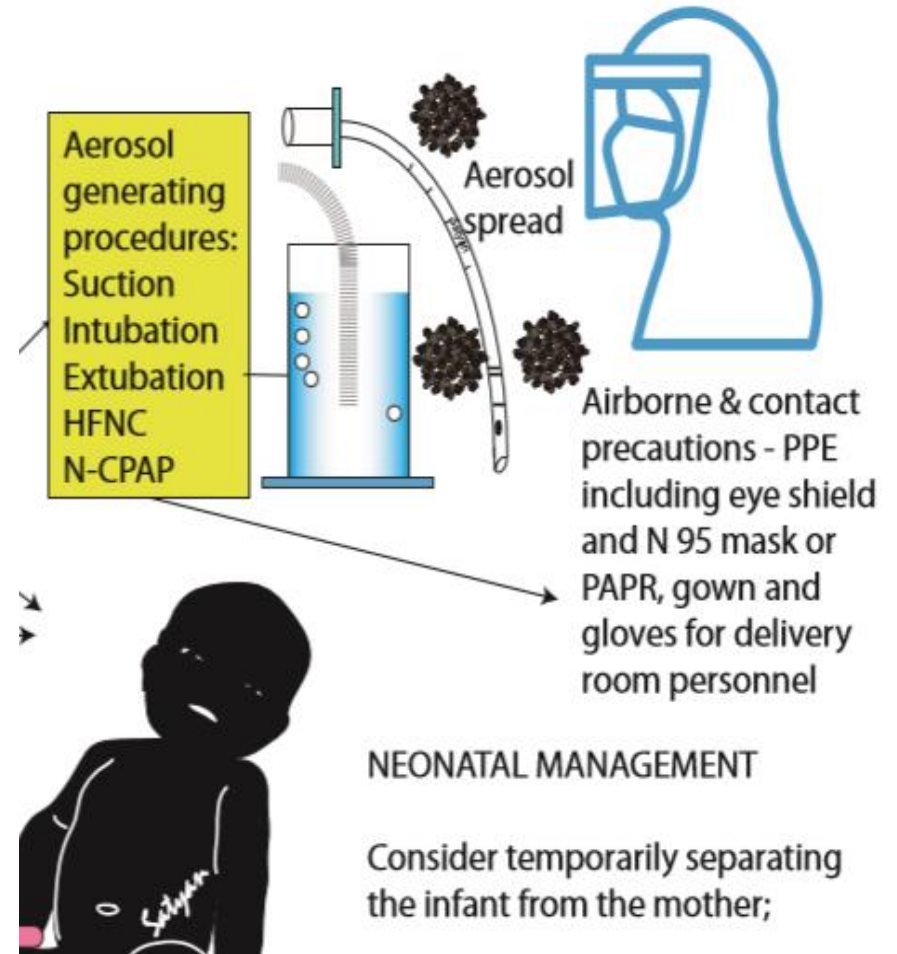 Aerosol
generating
procedures:
Suction
Intubation
Extubation
HFNC
N-CPAP
Aerosol
spread
Airborne & contact
precautions - PPE
including eye shield
and N 95 mask or
PAPR, gown and
gloves for delivery
room personnel
NEONATAL MANAGEMENT
Consider temporarily separating
the infant from the mother;
Satyan